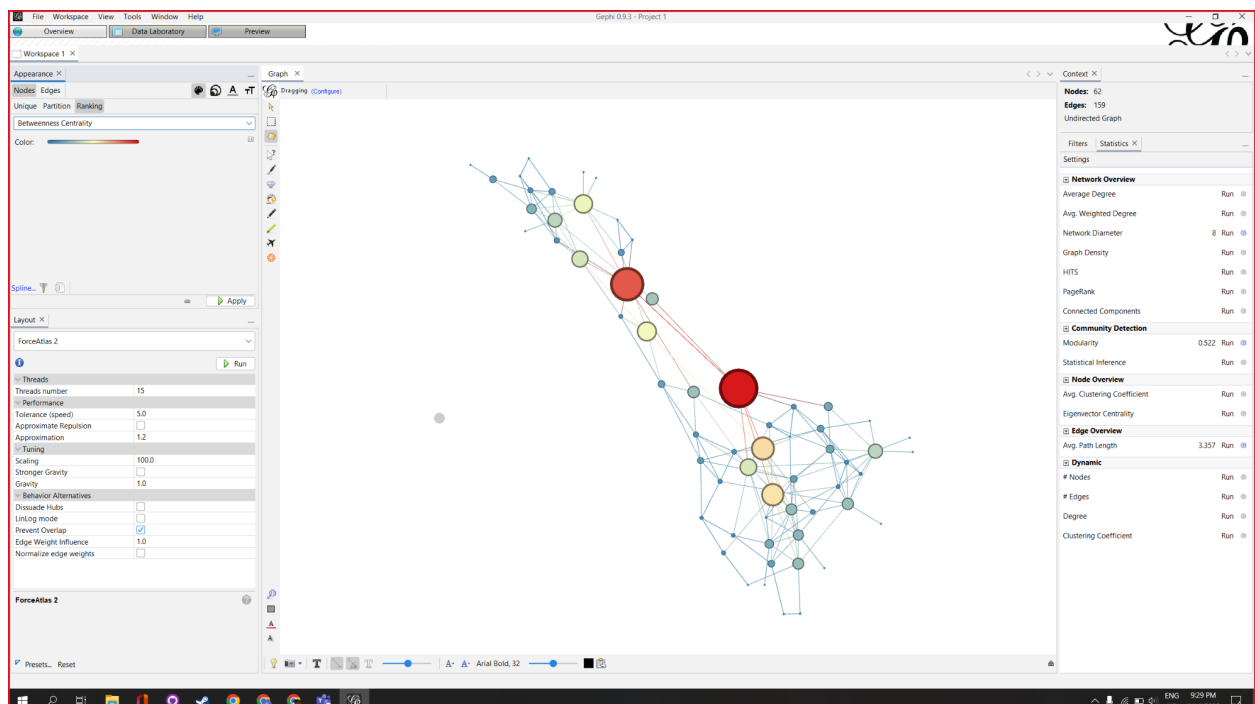 File Workspace View Tools Window Help
Gephi 0.9.3 - Project 1
Overview Data Laboratory Preview
Workspace 1
Appearance
Nodes Edges
Unique Partition Ranking
Betweenness Centrality
Color:
Spline...
Apply
Layout
ForceAtlas 2
Run
Threads
Threads number 15
Performance
Tolerance (speed) 5.0
Approximate Repulsion
Approximation 1.2
Tuning
Scaling 100.0
Stronger Gravity
Gravity 1.0
Behavior Alternatives
Dissuade Hubs
LinLog mode
Prevent Overlap
Edge Weight Influence 1.0
Normalize edge weights
ForceAtlas 2
Presets... Reset
Graph
Dragging (Configure)
Arial Bold, 32
Context
Nodes: 62
Edges: 159
Undirected Graph
Filters Statistics
Settings
Network Overview
Average Degree Run
Avg. Weighted Degree Run
Network Diameter 8 Run
Graph Density Run
HITS Run
PageRank Run
Connected Components Run
Community Detection
Modularity 0.522 Run
Statistical Inference Run
Node Overview
Avg. Clustering Coefficient Run
Eigenvector Centrality Run
Edge Overview
Avg. Path Length 3.357 Run
Dynamic
# Nodes Run
# Edges Run
Degree Run
Clustering Coefficient Run
ENG 9:29 PM